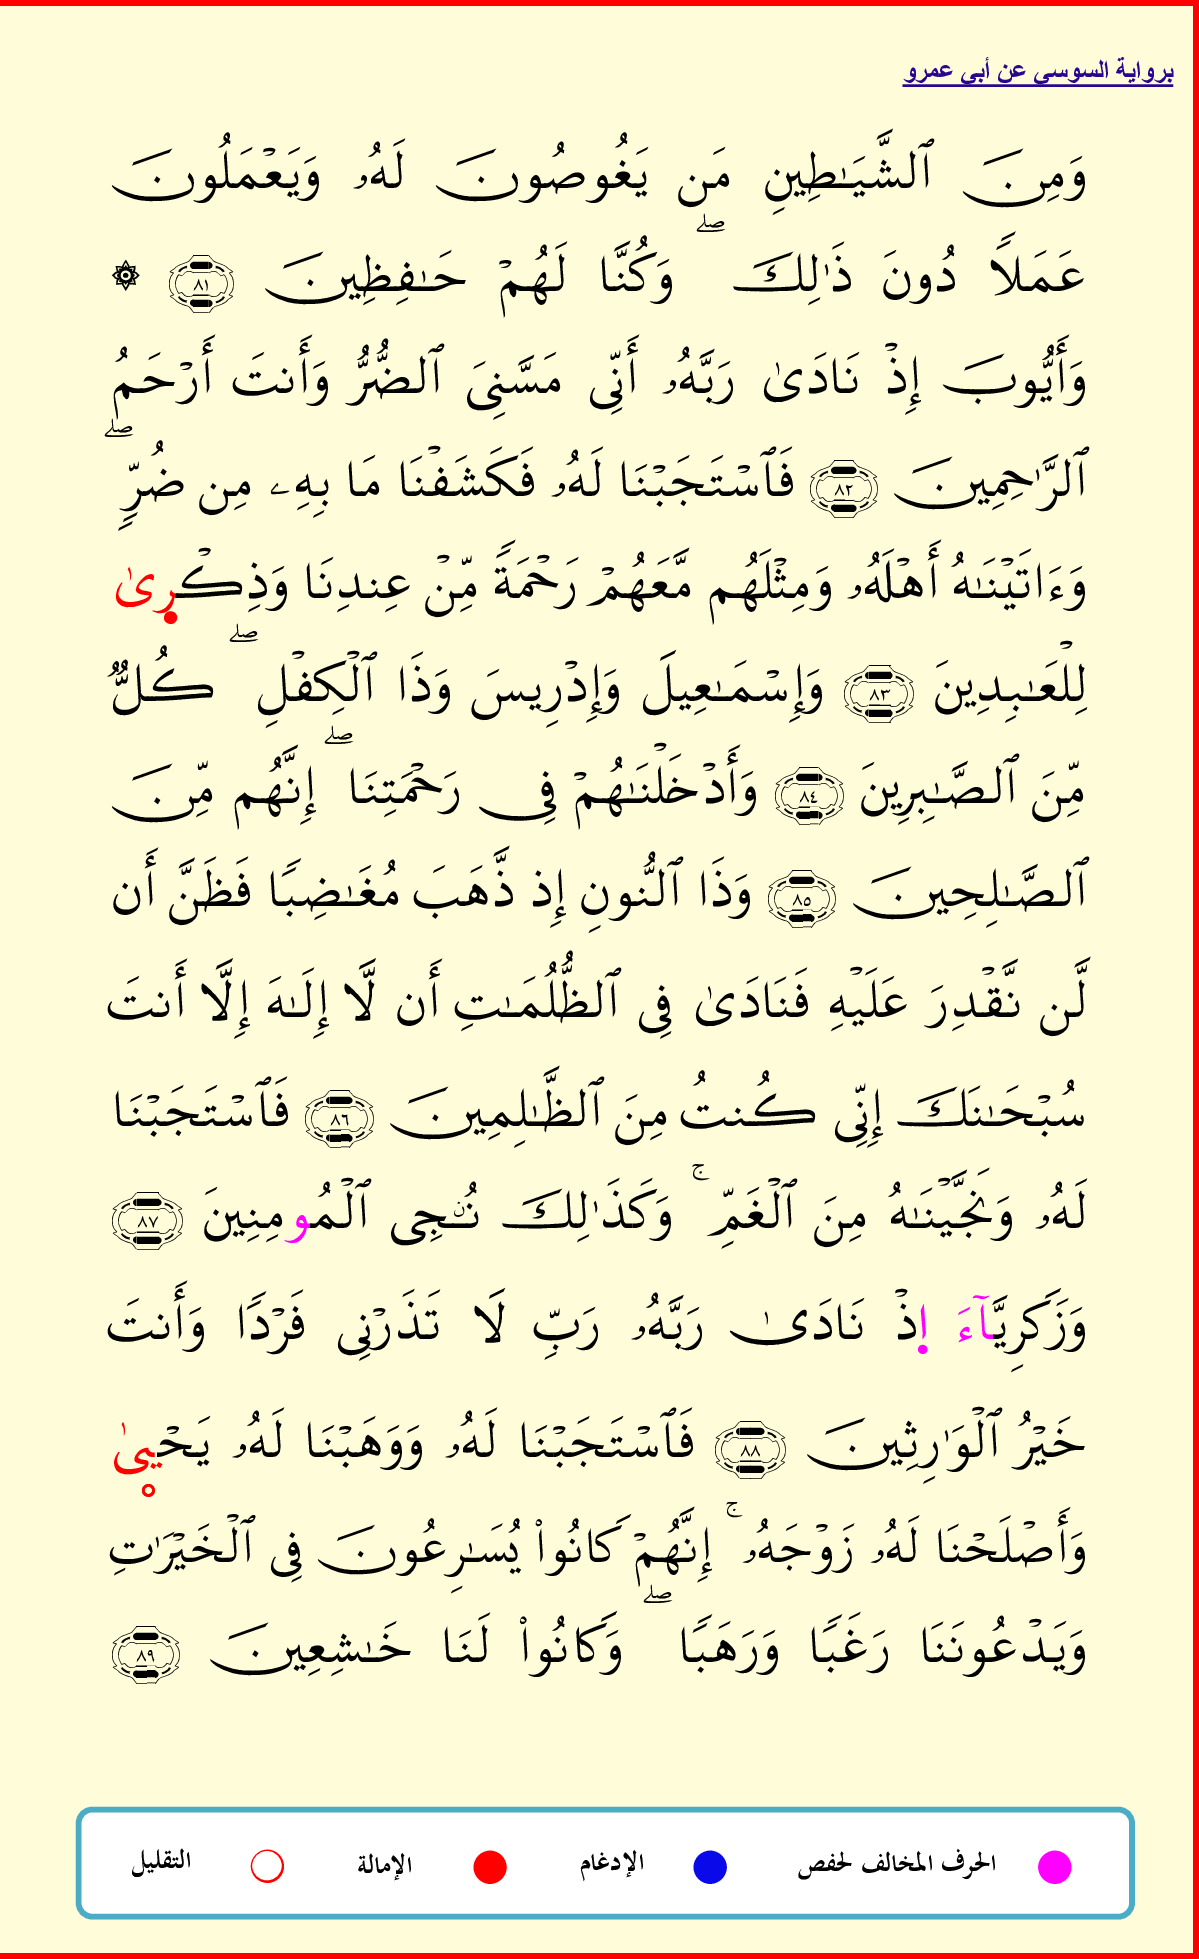 برواية السوسي عن أبي عمرو
وَمِنَ ٱلشَّيَـٰطِينِ مَن يَغُوصُونَ لَهُۥ وَيَعْمَلُونَ
عَمَلًا دُونَ ذَٰلِكَ ۖ وَكُنَّا لَهُمْ حَـٰفِظِينَ ٨١ ۞
وَأَيُّوبَ إِذْ نَادَىٰ رَبَّهُۥ أَنِّى مَسَّنِىَ ٱلضُّرُّ وَأَنتَ أَرْحَمُ
ٱلرَّٰحِمِينَ ٨٢ فَٱسْتَجَبْنَا لَهُۥ فَكَشَفْنَا مَا بِهِۦ مِن ضُرٍّ ۖ
وَءَاتَيْنَـٰهُ أَهْلَهُۥ وَمِثْلَهُم مَّعَهُمْ رَحْمَةً مِّنْ عِندِنَا وَذِكْرِىٰ
لِلْعَـٰبِدِينَ ٨٣ وَإِسْمَـٰعِيلَ وَإِدْرِيسَ وَذَا ٱلْكِفْلِ ۖ كُلٌّ
مِّنَ ٱلصَّـٰبِرِينَ ٨٤ وَأَدْخَلْنَـٰهُمْ فِى رَحْمَتِنَا ۖ إِنَّهُم مِّنَ
ٱلصَّـٰلِحِينَ ٨٥ وَذَا ٱلنُّونِ إِذ ذَّهَبَ مُغَـٰضِبًا فَظَنَّ أَن
لَّن نَّقْدِرَ عَلَيْهِ فَنَادَىٰ فِى ٱلظُّلُمَـٰتِ أَن لَّا إِلَـٰهَ إِلَّا أَنتَ
سُبْحَـٰنَكَ إِنِّى كُنتُ مِنَ ٱلظَّـٰلِمِينَ ٨٦ فَٱسْتَجَبْنَا
لَهُۥ وَنَجَّيْنَـٰهُ مِنَ ٱلْغَمِّ ۚ وَكَذَٰلِكَ نُـۨجِى ٱلْمُومِنِينَ ٨٧
وَزَكَرِيَّآءَ إِذْ نَادَىٰ رَبَّهُۥ رَبِّ لَا تَذَرْنِى فَرْدًا وَأَنتَ
خَيْرُ ٱلْوَٰرِثِينَ ٨٨ فَٱسْتَجَبْنَا لَهُۥ وَوَهَبْنَا لَهُۥ يَحْيِىٰ
وَأَصْلَحْنَا لَهُۥ زَوْجَهُۥ ۚ إِنَّهُمْ كَانُوا۟ يُسَـٰرِعُونَ فِى ٱلْخَيْرَٰتِ
وَيَدْعُونَنَا رَغَبًا وَرَهَبًا ۖ وَكَانُوا۟ لَنَا خَـٰشِعِينَ ٨٩
الحرف المخالف لحفص الإدغام الإمالة التقليل